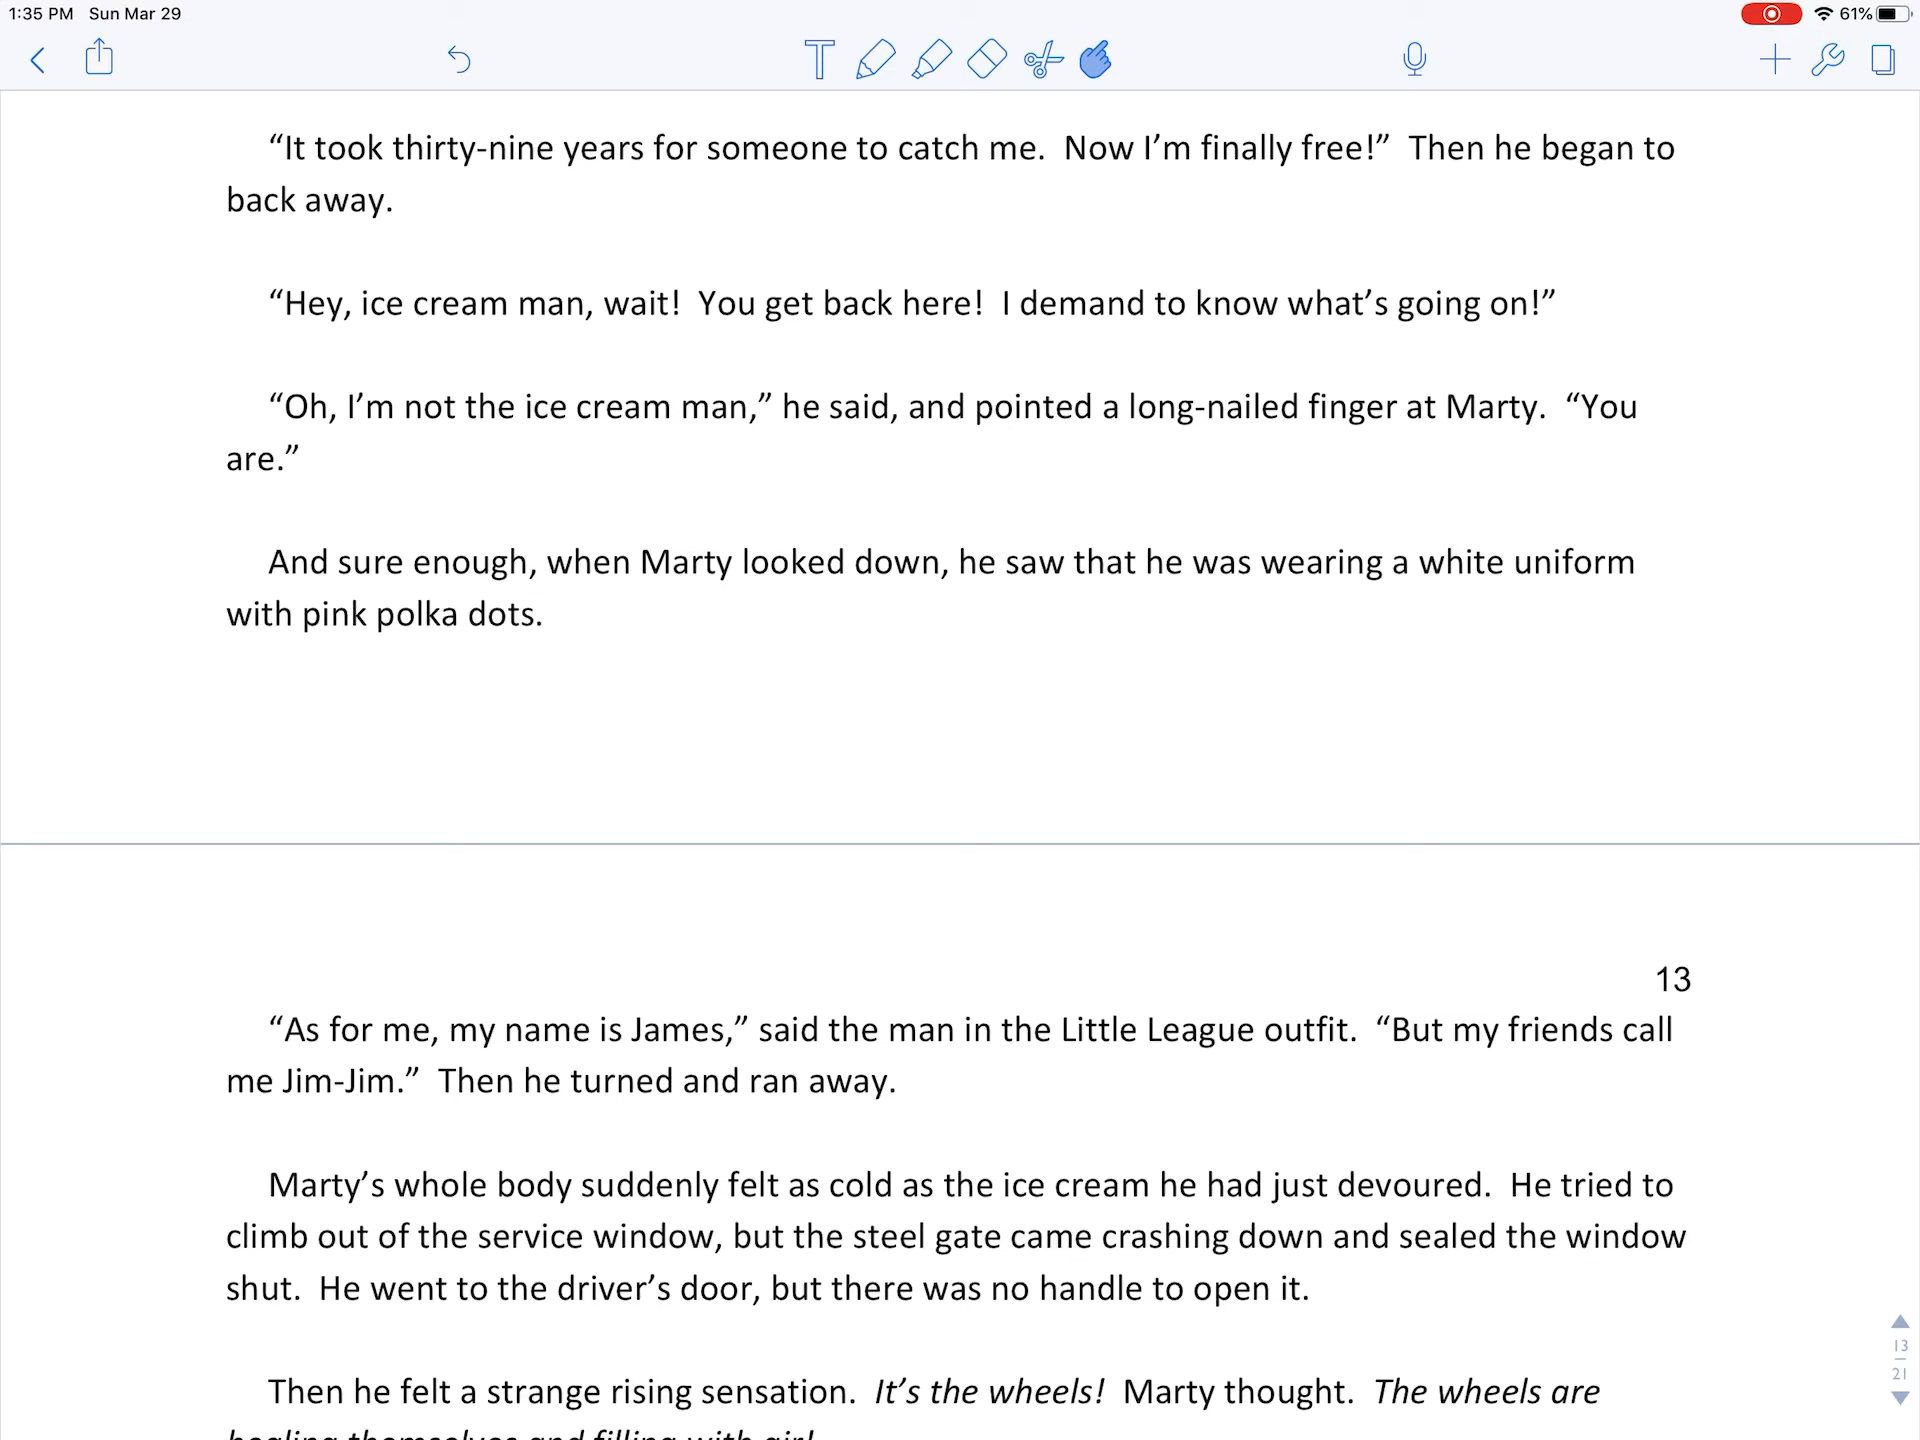 1:35 PM Sun Mar 29
61%
T
“It took thirty-nine years for someone to catch me.  Now I’m finally free!”  Then he began to
back away.
“Hey, ice cream man, wait!  You get back here!  I demand to know what’s going on!”
“Oh, I’m not the ice cream man,” he said, and pointed a long-nailed finger at Marty.  “You
are.”
And sure enough, when Marty looked down, he saw that he was wearing a white uniform
with pink polka dots.
13
“As for me, my name is James,” said the man in the Little League outfit.  “But my friends call
me Jim-Jim.”  Then he turned and ran away.
Marty’s whole body suddenly felt as cold as the ice cream he had just devoured.  He tried to
climb out of the service window, but the steel gate came crashing down and sealed the window
shut.  He went to the driver’s door, but there was no handle to open it.
Then he felt a strange rising sensation.  It’s the wheels!  Marty thought.  The wheels are
healing themselves and filling with air!
13
21